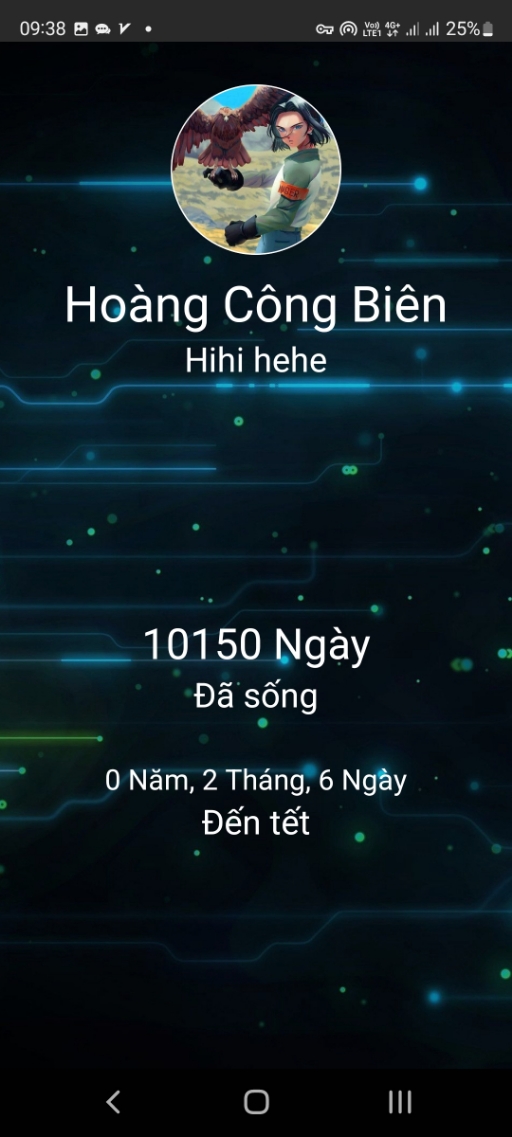 09:38
Vo)) LTE1 4G+ 25%
Hoàng Công Biên
Hihi hehe
10150 Ngày
Đã sống
0 Năm, 2 Tháng, 6 Ngày
Đến tết